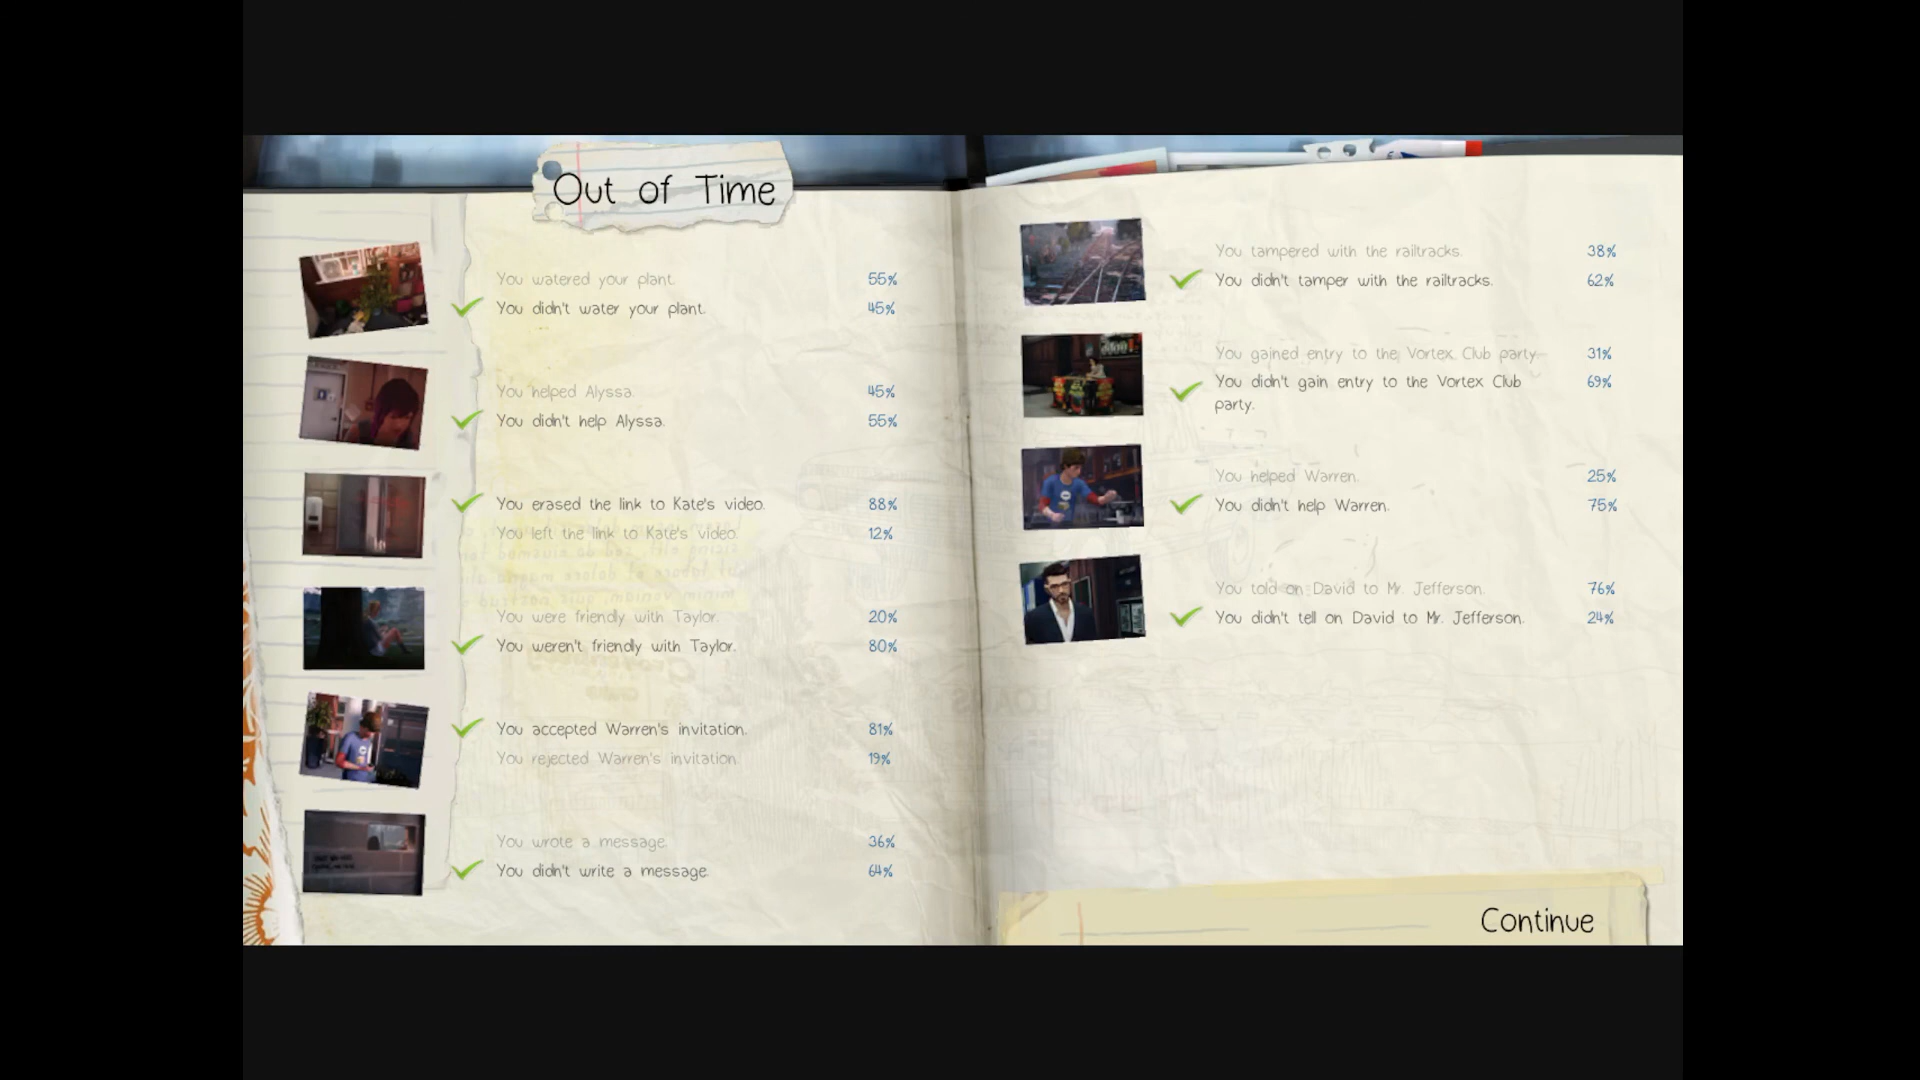 Out of Time
You watered your plant. 55%
You didn't water your plant. 45%
You helped Alyssa. 45%
You didn't help Alyssa. 55%
You erased the link to Kate's video. 88%
You left the link to Kate's video. 12%
You were friendly with Taylor. 20%
You weren't friendly with Taylor. 80%
You accepted Warren's invitation. 81%
You rejected Warren's invitation. 19%
You wrote a message. 36%
You didn't write a message. 64%
You tampered with the railtracks. 38%
You didn't tamper with the railtracks. 62%
You gained entry to the Vortex Club party. 31%
You didn't gain entry to the Vortex Club 69%
party.
You helped Warren. 25%
You didn't help Warren. 75%
You told on David to Mr. Jefferson. 76%
You didn't tell on David to Mr. Jefferson. 24%
Continue